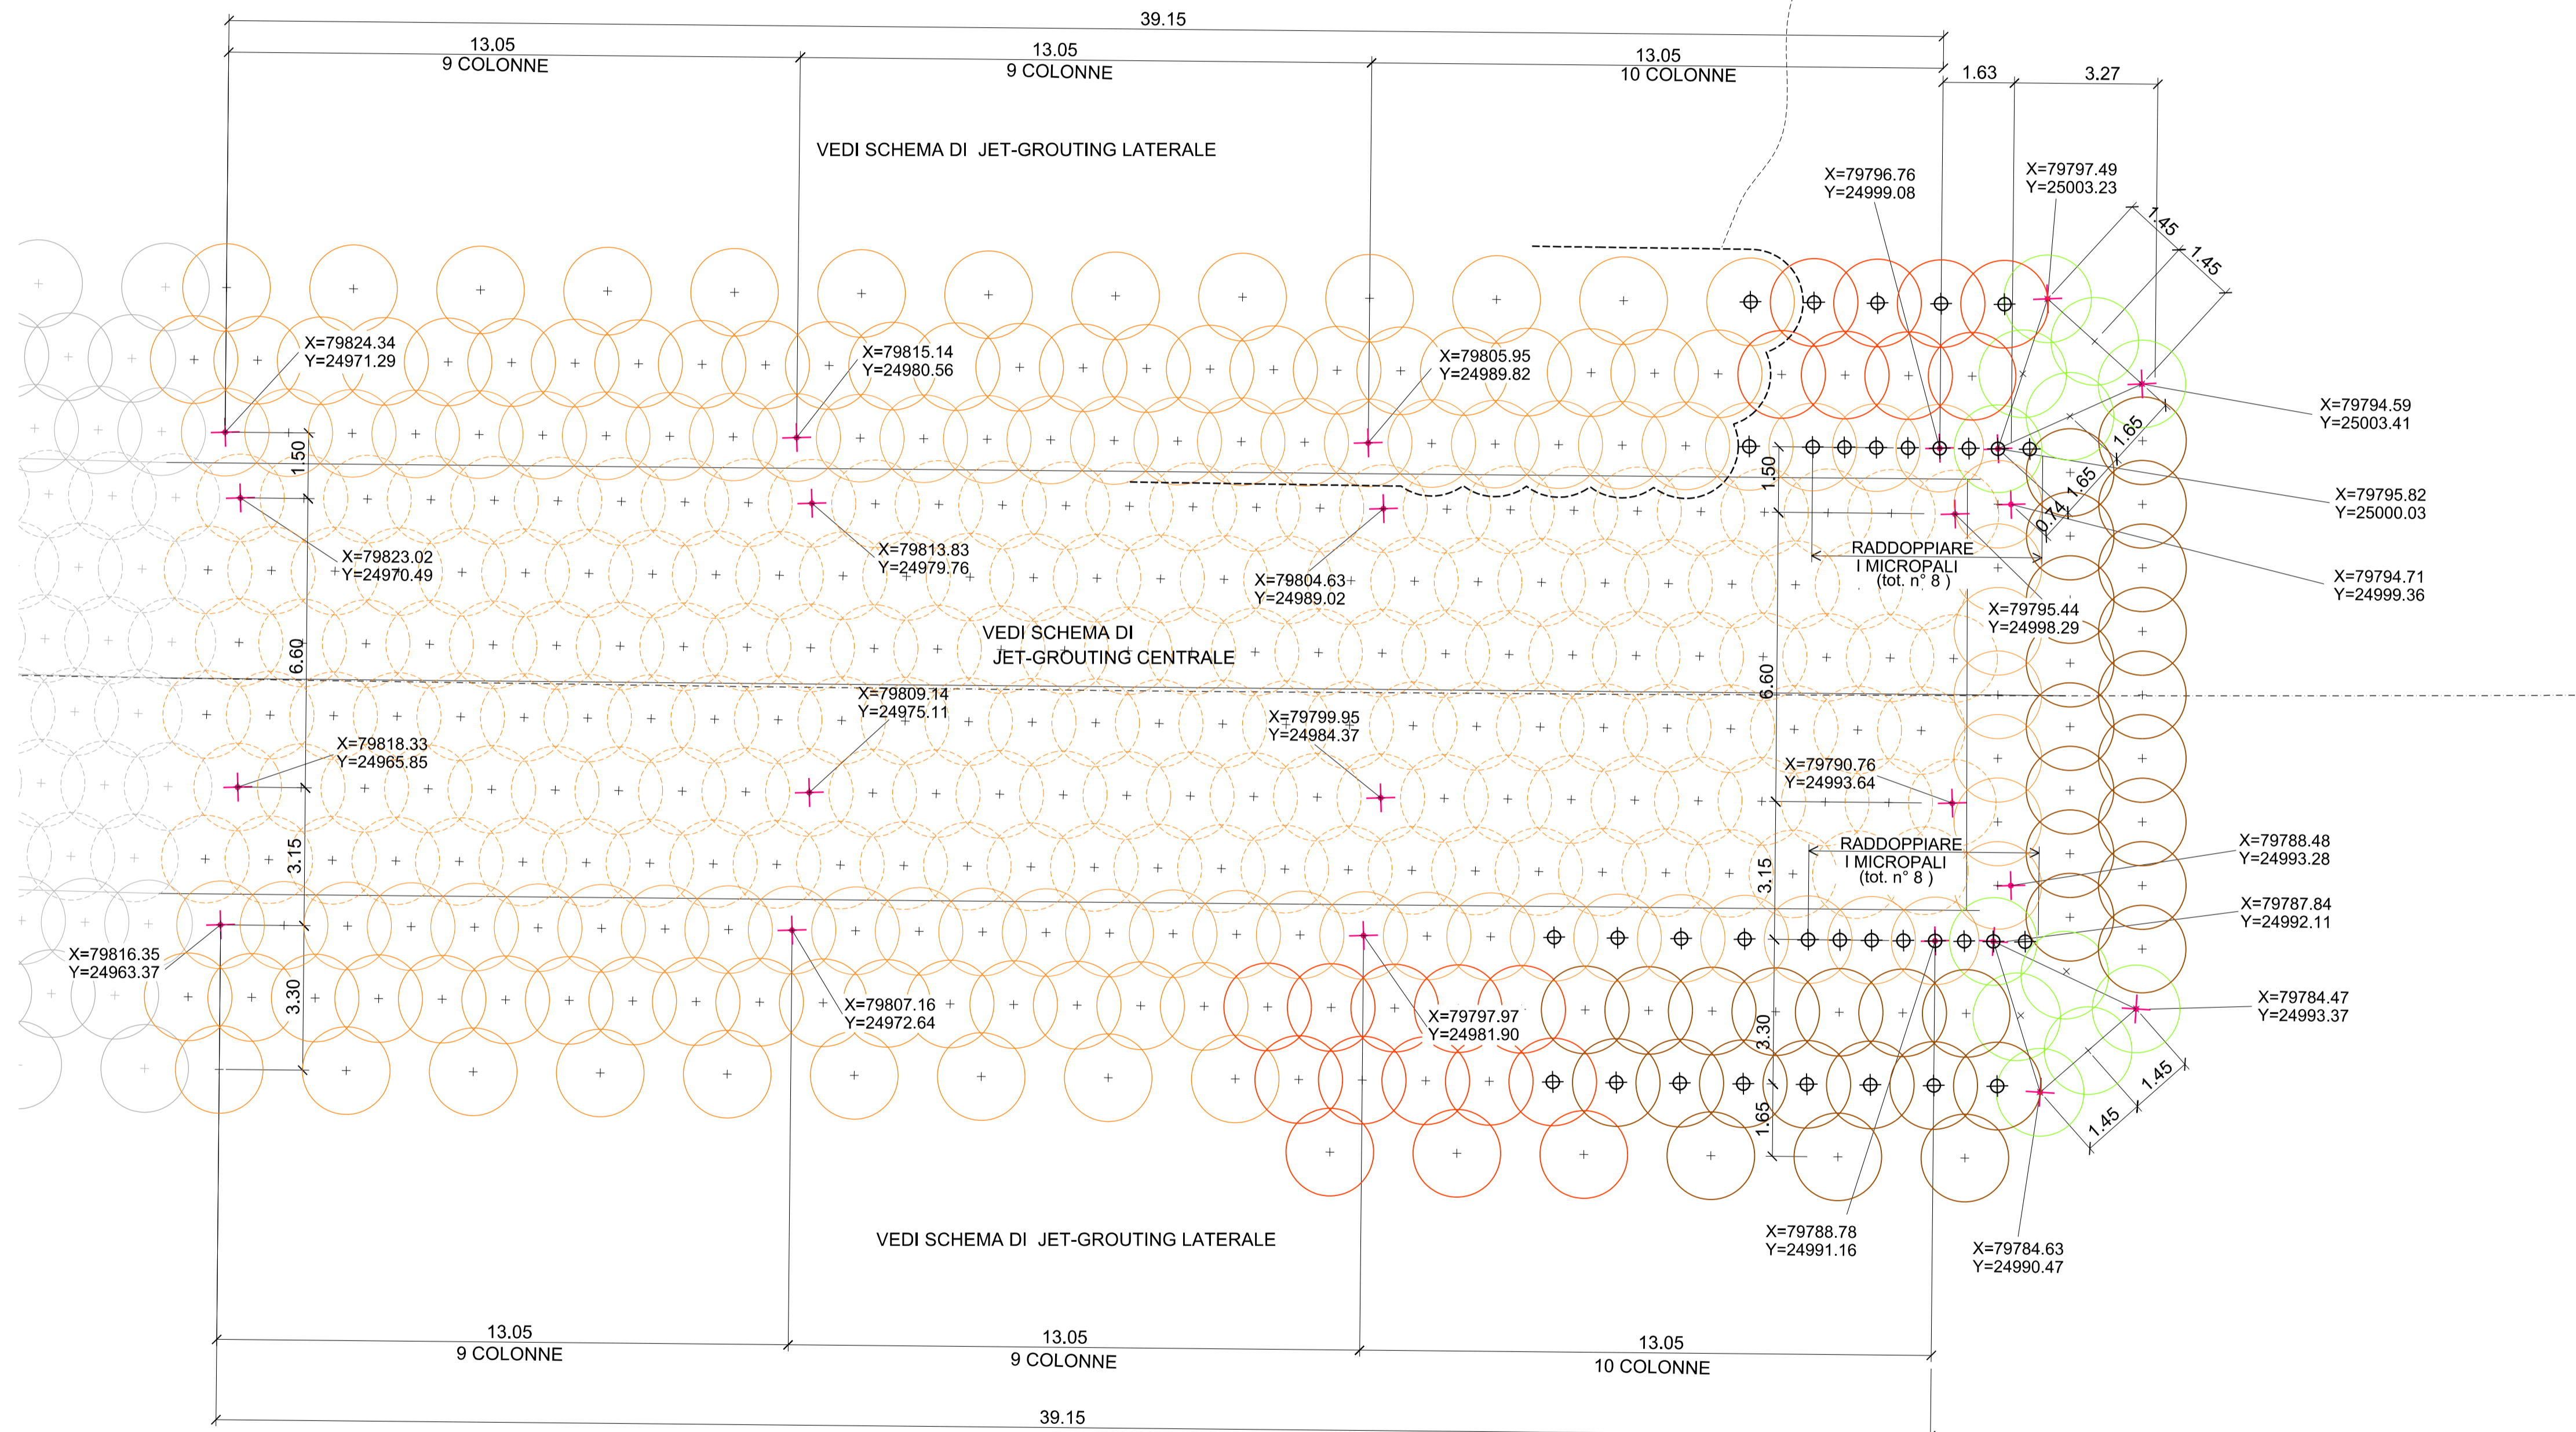 39.15
13.05
9 COLONNE
13.05
9 COLONNE
13.05
10 COLONNE
1.63
3.27
VEDI SCHEMA DI JET-GROUTING LATERALE
X=79796.76
Y=24999.08
X=79797.49
Y=25003.23
1.45
1.45
X=79824.34
Y=24971.29
X=79815.14
Y=24980.56
X=79805.95
Y=24989.82
X=79794.59
Y=25003.41
1.65
1.65
0.74
1.50
1.50
X=79795.82
Y=25000.03
X=79823.02
Y=24970.49
X=79813.83
Y=24979.76
X=79804.63
Y=24989.02
RADDOPPIARE
I MICROPALI
(tot. n° 8 )
X=79794.71
Y=24999.36
X=79795.44
Y=24998.29
VEDI SCHEMA DI
JET-GROUTING CENTRALE
6.60
6.60
X=79809.14
Y=24975.11
X=79799.95
Y=24984.37
X=79818.33
Y=24965.85
X=79790.76
Y=24993.64
3.15
3.15
RADDOPPIARE
I MICROPALI
(tot. n° 8 )
X=79788.48
Y=24993.28
X=79787.84
Y=24992.11
X=79816.35
Y=24963.37
3.30
X=79807.16
Y=24972.64
X=79797.97
Y=24981.90
3.30
X=79784.47
Y=24993.37
1.45
1.45
1.65
X=79788.78
Y=24991.16
X=79784.63
Y=24990.47
VEDI SCHEMA DI JET-GROUTING LATERALE
13.05
9 COLONNE
13.05
9 COLONNE
13.05
10 COLONNE
39.15